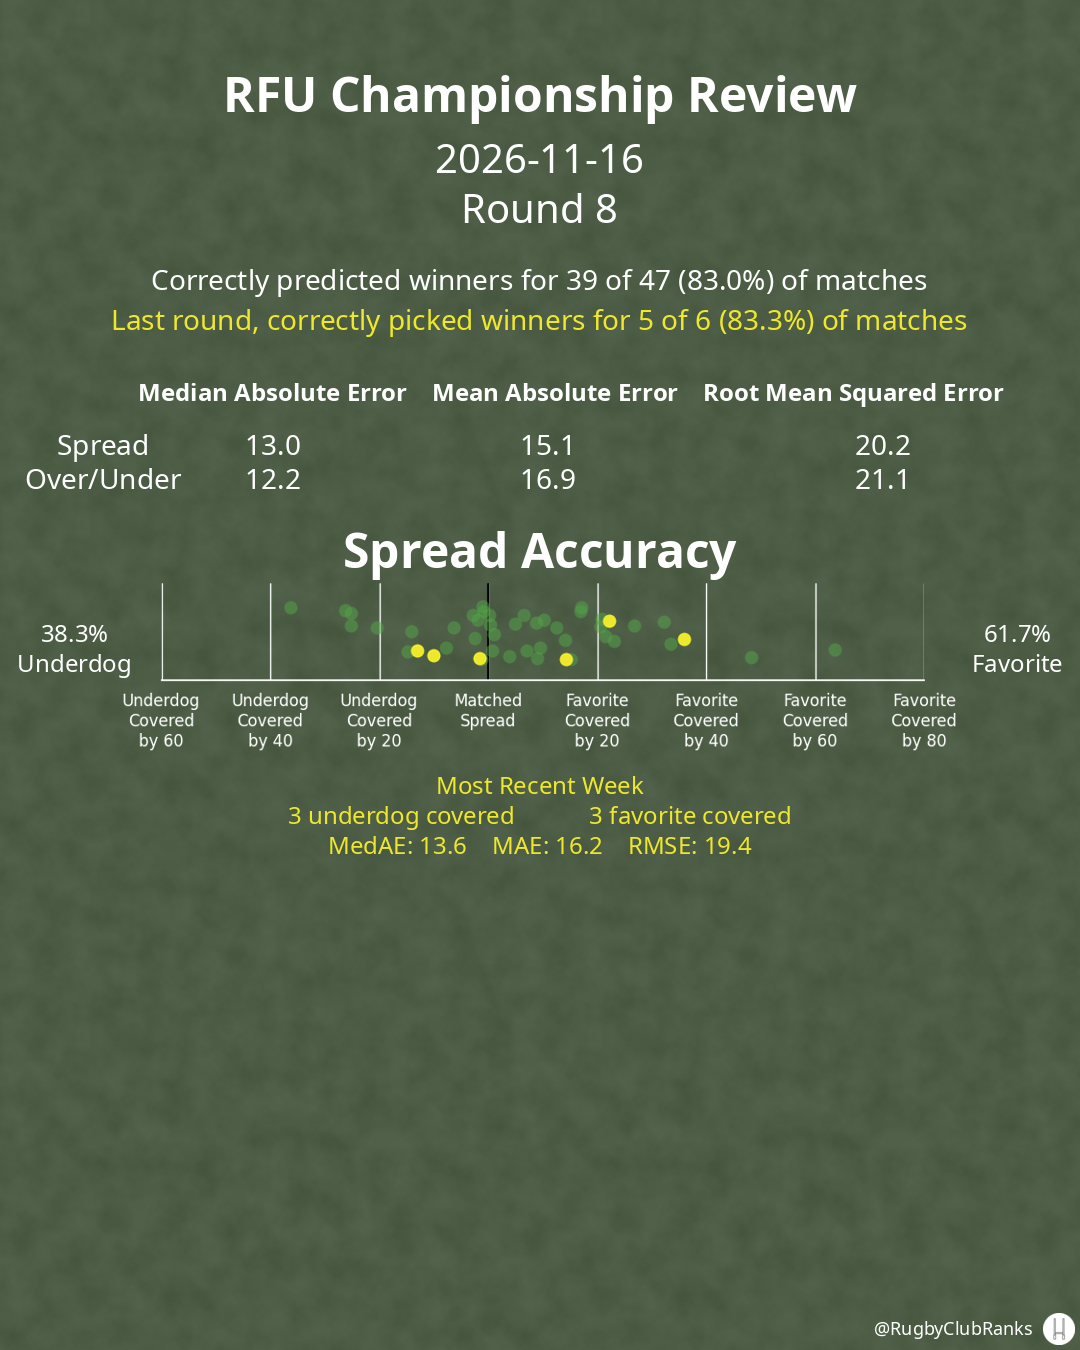 RFU Championship Review
2026-11-16
Round 8
Correctly predicted winners for 39 of 47 (83.0%) of matches
Last round, correctly picked winners for 5 of 6 (83.3%) of matches
Median Absolute Error Mean Absolute Error Root Mean Squared Error
Spread 13.0 15.1 20.2
Over/Under 12.2 16.9 21.1
Spread Accuracy
38.3%
Underdog
61.7%
Favorite
Underdog Underdog Underdog Matched Favorite Favorite Favorite Favorite
Covered Covered Covered Spread Covered Covered Covered Covered
by 60 by 40 by 20 by 20 by 40 by 60 by 80
Most Recent Week
3 underdog covered 3 favorite covered
MedAE: 13.6 MAE: 16.2 RMSE: 19.4
@RugbyClubRanks